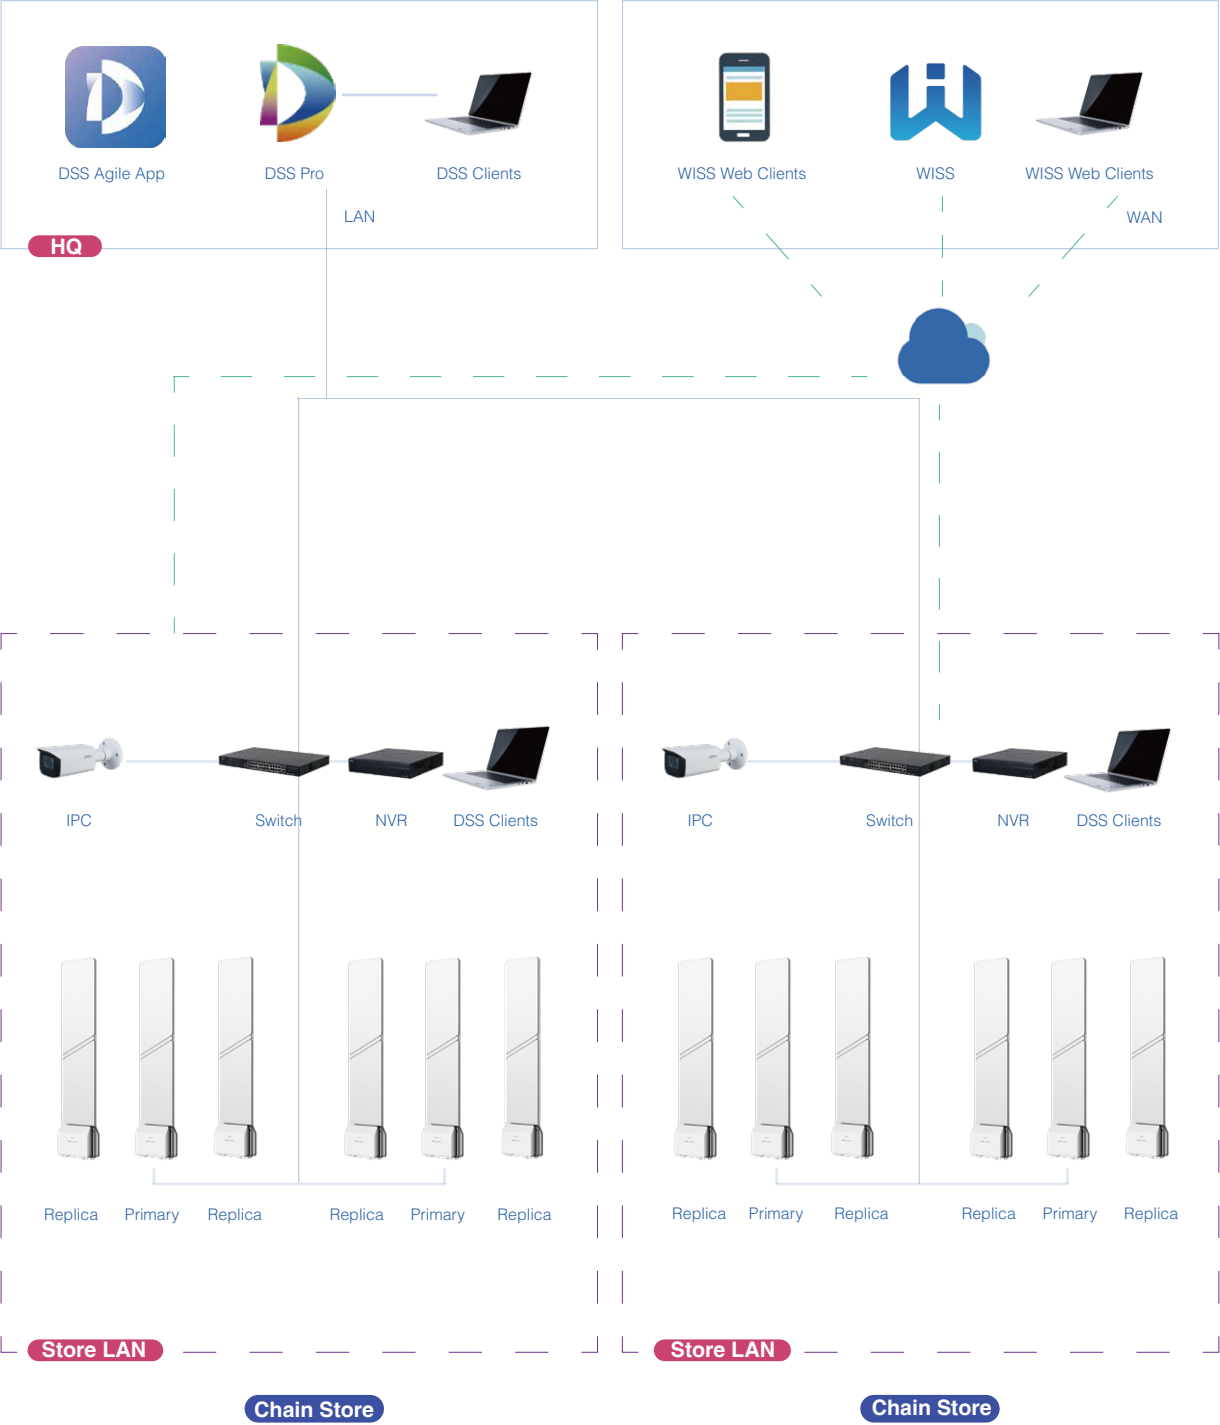 DSS Agile App
DSS Pro
DSS Clients
LAN
HQ
WISS Web Clients
WISS
WISS Web Clients
WAN
IPC
Switch
NVR
DSS Clients
IPC
Switch
NVR
DSS Clients
Replica
Primary
Replica
Replica
Primary
Replica
Replica
Primary
Replica
Replica
Primary
Replica
Store LAN
Store LAN
Chain Store
Chain Store